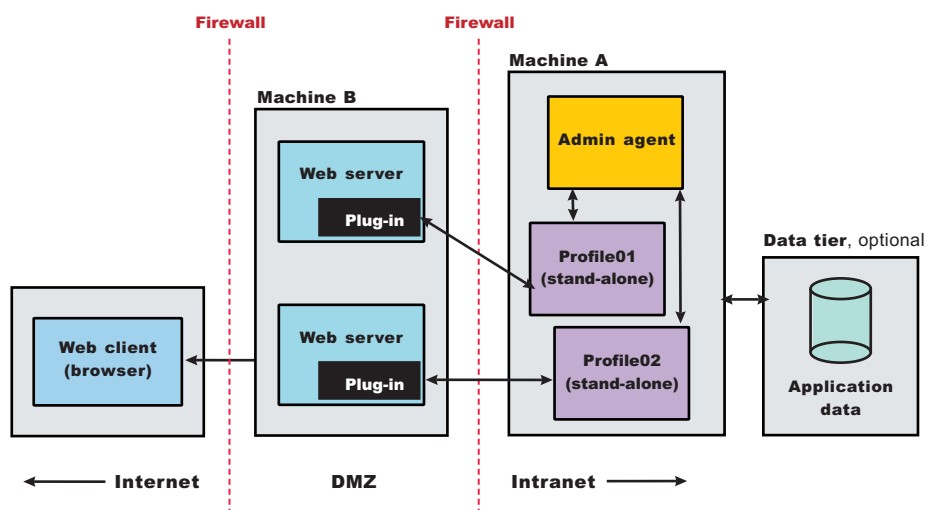 Firewall
Firewall
Machine A
Machine B
Admin agent
Web server
Plug-in
Profile01
(stand-alone)
Data tier, optional
Web server
Plug-in
Profile02
(stand-alone)
Web client
(browser)
Application
data
Internet
DMZ
Intranet